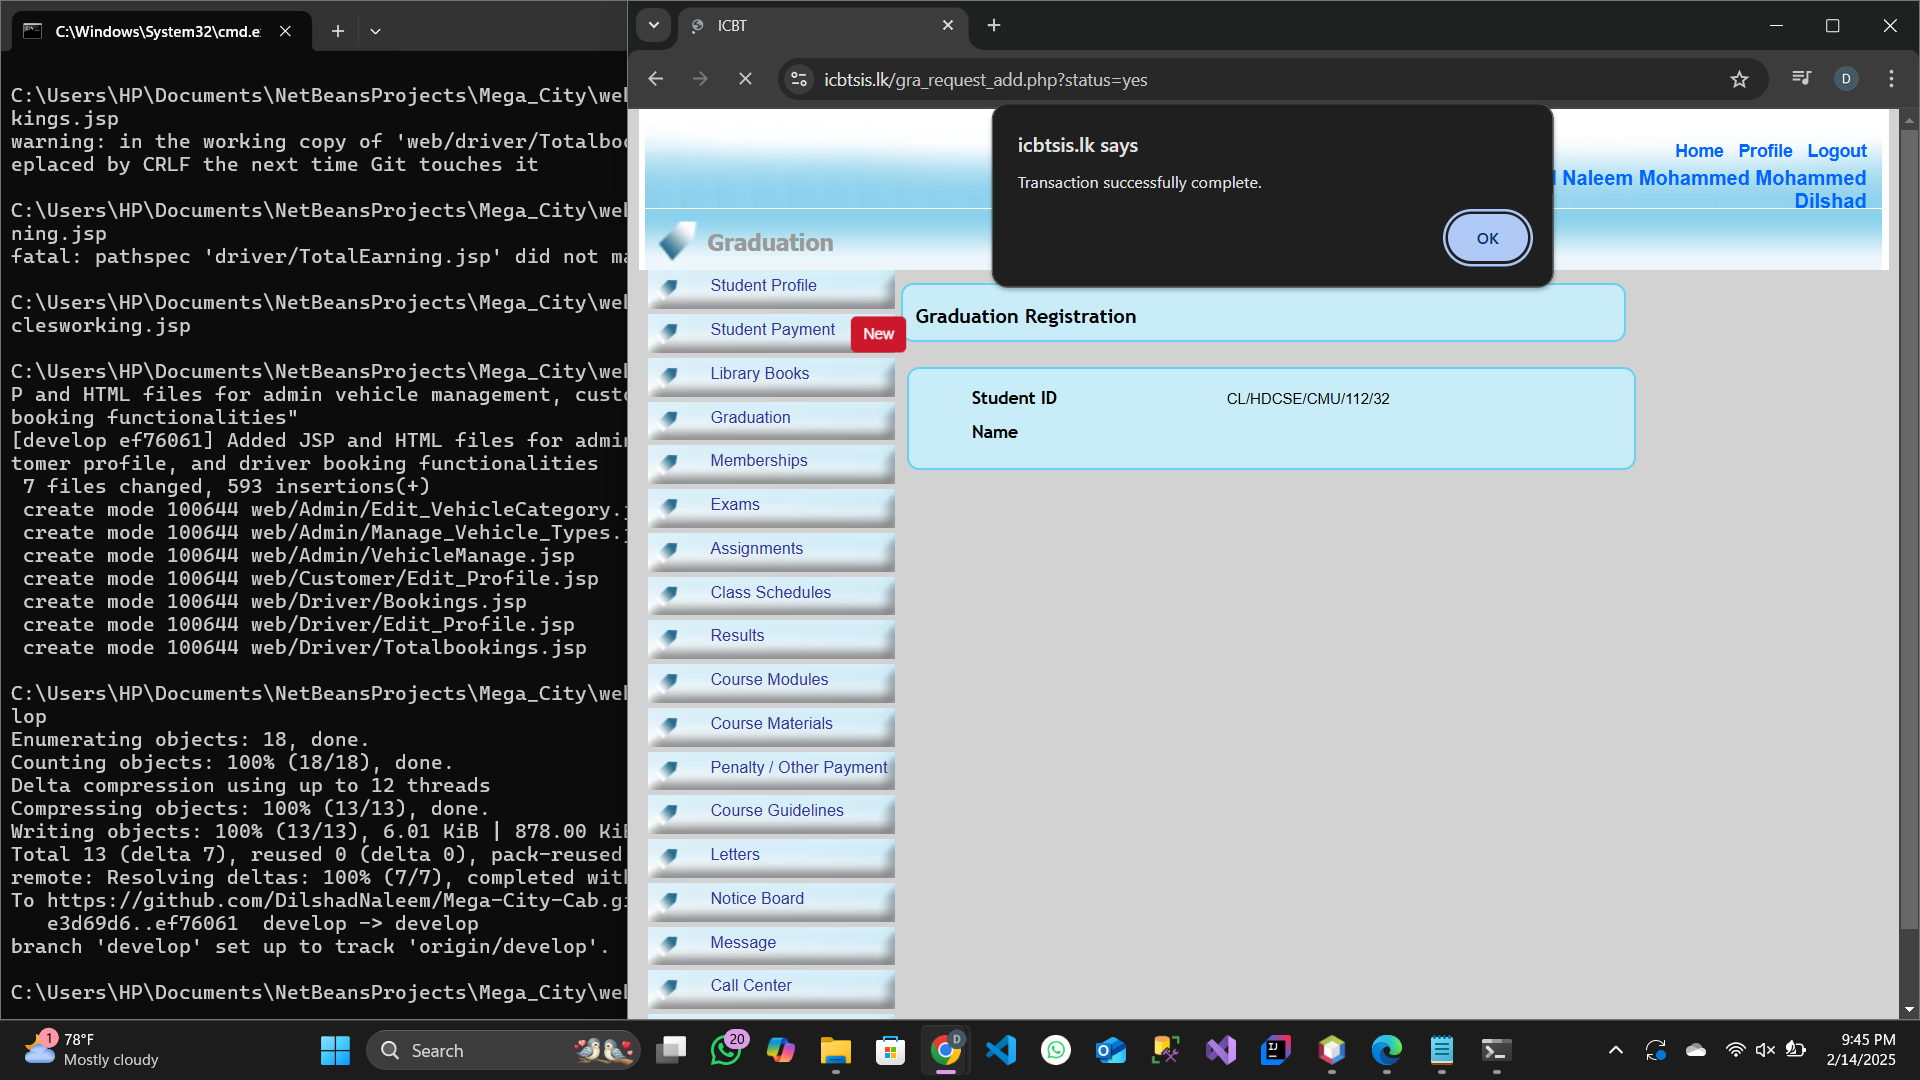 C:\Windows\System32\cmd.e
C:\Users\HP\Documents\NetBeansProjects\Mega_City\web
kings.jsp
warning: in the working copy of 'web/driver/Totalboo
eplaced by CRLF the next time Git touches it
C:\Users\HP\Documents\NetBeansProjects\Mega_City\web
ning.jsp
fatal: pathspec 'driver/TotalEarning.jsp' did not ma
C:\Users\HP\Documents\NetBeansProjects\Mega_City\web
clesworking.jsp
C:\Users\HP\Documents\NetBeansProjects\Mega_City\web
P and HTML files for admin vehicle management, custo
booking functionalities"
[develop ef76061] Added JSP and HTML files for admin
tomer profile, and driver booking functionalities
7 files changed, 593 insertions(+)
create mode 100644 web/Admin/Edit_VehicleCategory.j
create mode 100644 web/Admin/Manage_Vehicle_Types.j
create mode 100644 web/Admin/VehicleManage.jsp
create mode 100644 web/Customer/Edit_Profile.jsp
create mode 100644 web/Driver/Bookings.jsp
create mode 100644 web/Driver/Edit_Profile.jsp
create mode 100644 web/Driver/Totalbookings.jsp
C:\Users\HP\Documents\NetBeansProjects\Mega_City\web
lop
Enumerating objects: 18, done.
Counting objects: 100% (18/18), done.
Delta compression using up to 12 threads
Compressing objects: 100% (13/13), done.
Writing objects: 100% (13/13), 6.01 KiB | 878.00 KiB
Total 13 (delta 7), reused 0 (delta 0), pack-reused
remote: Resolving deltas: 100% (7/7), completed with
To https://github.com/DilshadNaleem/Mega-City-Cab.gi
e3d69d6..ef76061 develop -> develop
branch 'develop' set up to track 'origin/develop'.
C:\Users\HP\Documents\NetBeansProjects\Mega_City\web
ICBT
icbtsis.lk/gra_request_add.php?status=yes
D
icbtsis.lk says
Transaction successfully complete.
OK
Home Profile Logout
Naleem Mohammed Mohammed
Dilshad
Graduation
Student Profile
Student Payment
New
Library Books
Graduation
Memberships
Exams
Assignments
Class Schedules
Results
Course Modules
Course Materials
Penalty / Other Payment
Course Guidelines
Letters
Notice Board
Message
Call Center
Graduation Registration
Student ID CL/HDCSE/CMU/112/32
Name
1
78°F
Mostly cloudy
Search
20
D
9:45 PM
2/14/2025